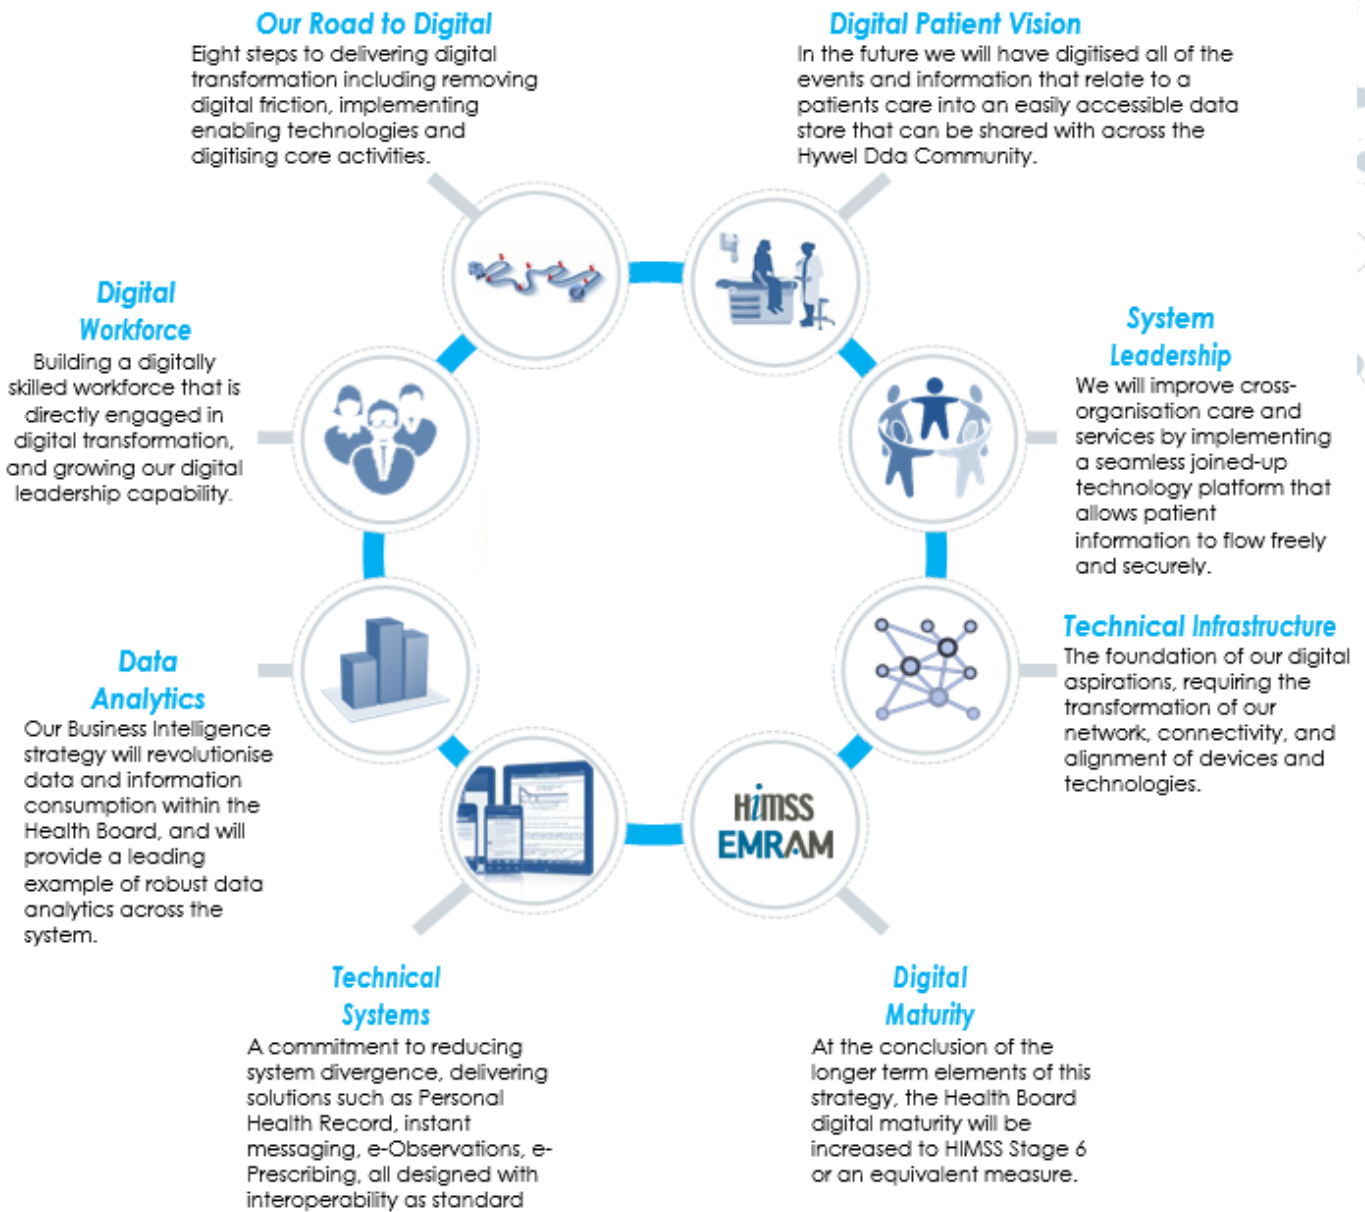 Our Road to Digital
Eight steps to delivering digital
transformation including removing
digital friction, implementing
enabling technologies and
digitising core activities.
Digital Patient Vision
In the future we will have digitised all of the
events and information that relate to a
patients care into an easily accessible data
store that can be shared with across the
Hywel Dda Community.
Digital
Workforce
Building a digitally
skilled workforce that is
directly engaged in
digital transformation,
and growing our digital
leadership capability.
System
Leadership
We will improve cross-
organisation care and
services by implementing
a seamless joined-up
technology platform that
allows patient
information to flow freely
and securely.
Technical Infrastructure
The foundation of our digital
aspirations, requiring the
transformation of our
network, connectivity, and
alignment of devices and
technologies.
Data
Analytics
Our Business Intelligence
strategy will revolutionise
data and information
consumption within the
Health Board, and will
provide a leading
example of robust data
analytics across the
system.
HiMSS
EMRAM
Technical
Systems
A commitment to reducing
system divergence, delivering
solutions such as Personal
Health Record, instant
messaging, e-Observations, e-
Prescribing, all designed with
interoperability as standard
Digital
Maturity
At the conclusion of the
longer term elements of this
strategy, the Health Board
digital maturity will be
increased to HIMSS Stage 6
or an equivalent measure.